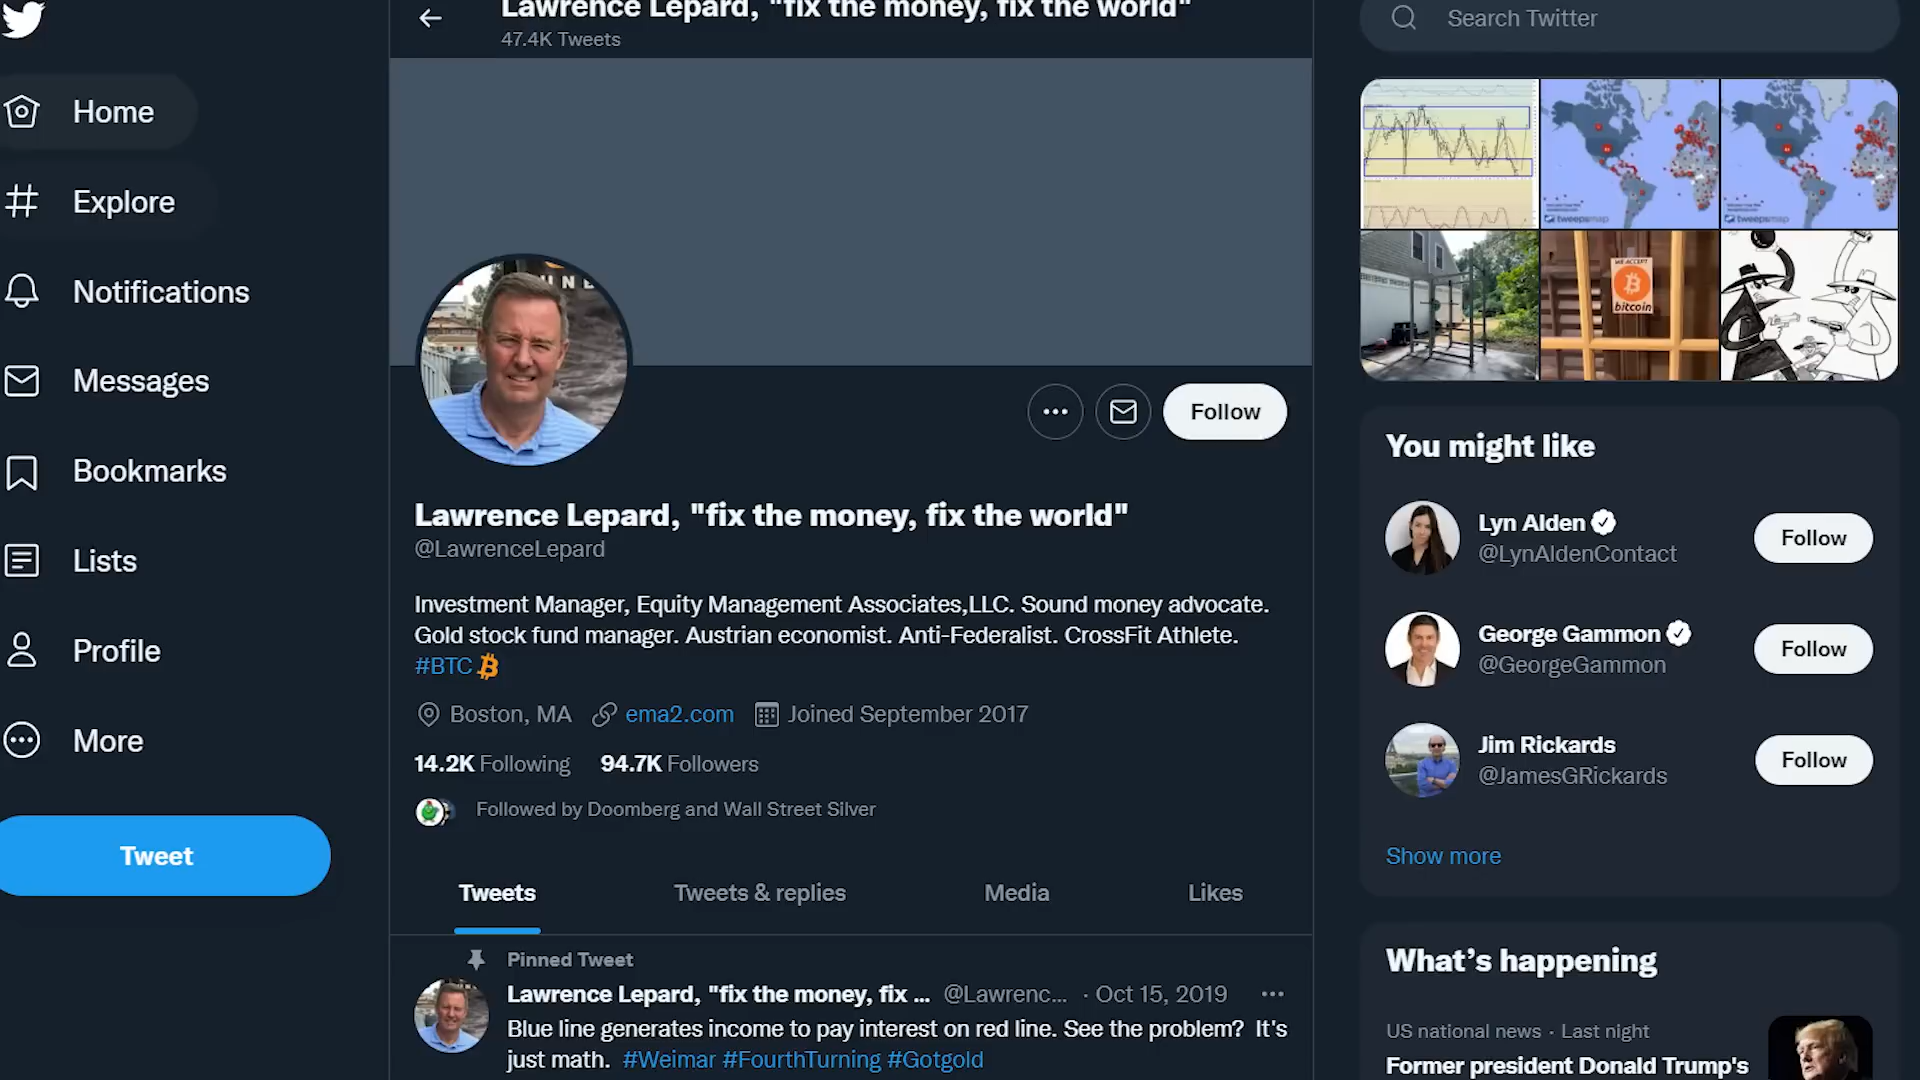 Lawrence Lepard, "fix the money, fix the world"
47.4K Tweets
Search Twitter
Home
Explore
Notifications
Messages
Bookmarks
Lists
Profile
More
Tweet
Follow
Lawrence Lepard, "fix the money, fix the world"
@LawrenceLepard
Investment Manager, Equity Management Associates,LLC. Sound money advocate.
Gold stock fund manager. Austrian economist. Anti-Federalist. CrossFit Athlete.
#BTC
Boston, MA ema2.com Joined September 2017
14.2K Following 94.7K Followers
Followed by Doomberg and Wall Street Silver
Tweets Tweets & replies Media Likes
Pinned Tweet
Lawrence Lepard, "fix the money, fix ... @Lawrenc... · Oct 15, 2019
Blue line generates income to pay interest on red line. See the problem? It's
just math. #Weimar #FourthTurning #Gotgold
tweepsmap
tweepsmap
WE ACCEPT
bitcoin
You might like
Lyn Alden
@LynAldenContact
Follow
George Gammon
@GeorgeGammon
Follow
Jim Rickards
@JamesGRickards
Follow
Show more
What's happening
US national news · Last night
Former president Donald Trump's